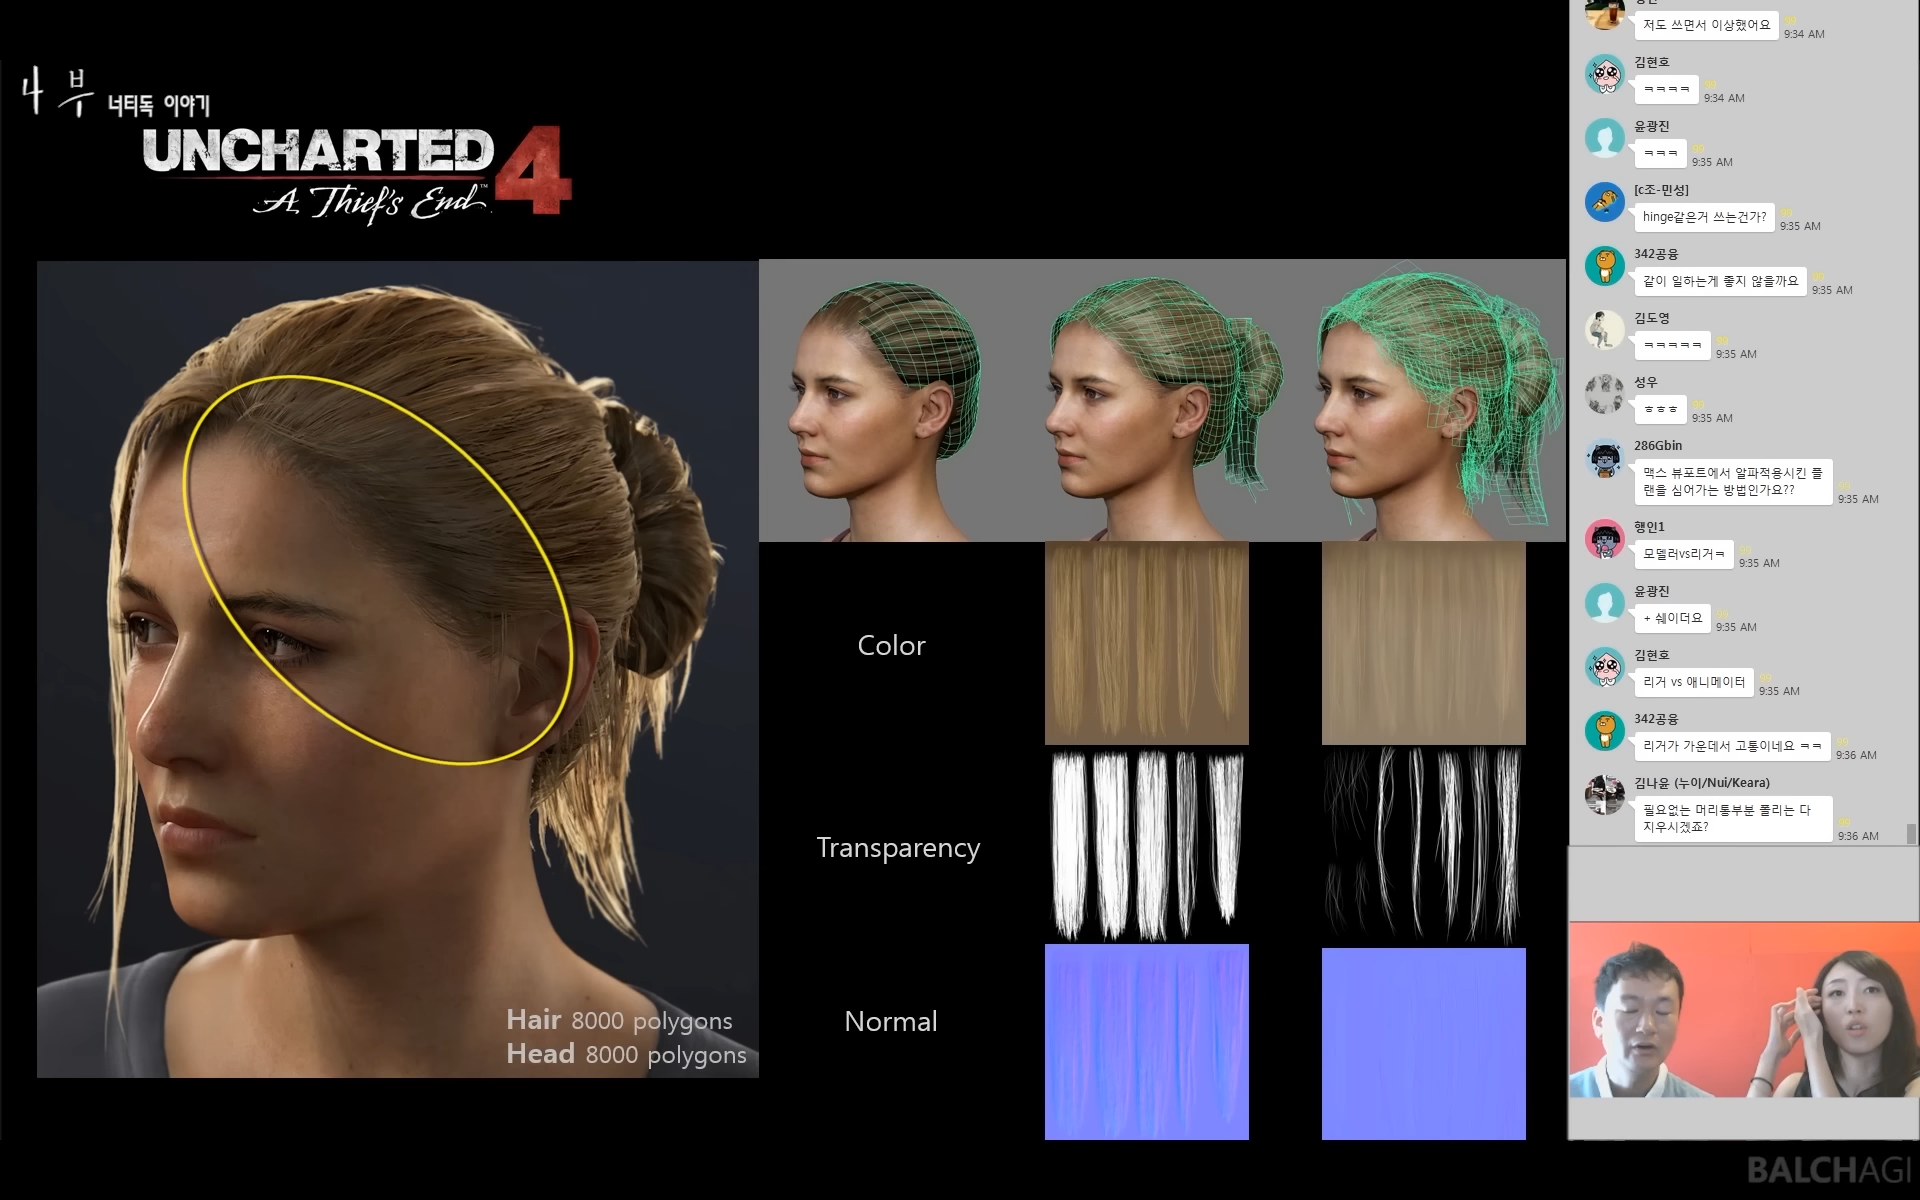 4부 너티독 이야기
UNCHARTED 4
A Thief's End™
Hair 8000 polygons
Head 8000 polygons
Color
Transparency
Normal
저도 쓰면서 이상했어요
9:34 AM
김현호
ㅋㅋㅋㅋ
9:34 AM
윤광진
ㅋㅋㅋ
9:35 AM
[c조-민성]
hinge같은거 쓰는건가?
9:35 AM
342공융
같이 일하는게 좋지 않을까요
9:35 AM
김도영
ㅋㅋㅋㅋㅋ
9:35 AM
성우
ㅎㅎㅎ
9:35 AM
286Gbin
맥스 뷰포트에서 알파적용시킨 플
랜을 심어가는 방법인가요??
9:35 AM
행인1
모델러vs리거ㅋ
9:35 AM
윤광진
+ 쉐이더요
9:35 AM
김현호
리거 vs 애니메이터
9:35 AM
342공융
리거가 가운데서 고통이네요 ㅋㅋ
9:36 AM
김나윤 (누이/Nui/Keara)
필요없는 머리통부분 폴리는 다
지우시겠죠?
9:36 AM
BALCHAGI